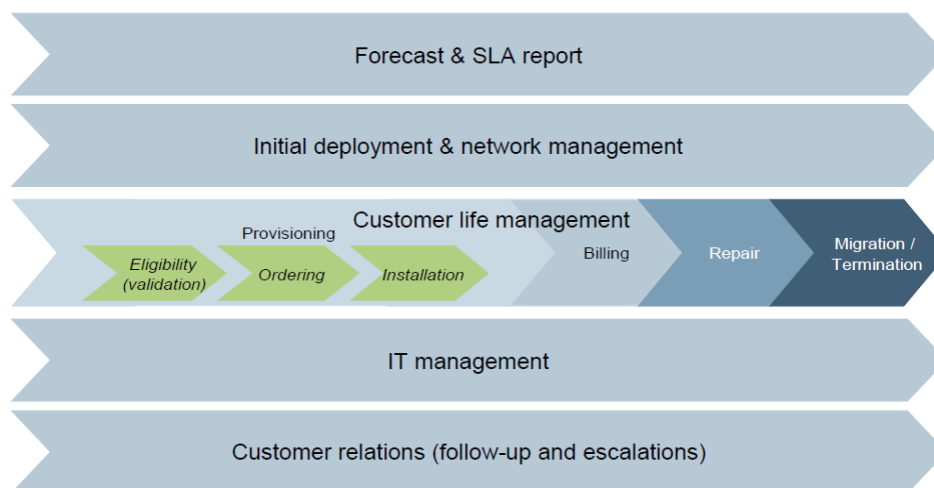 Forecast & SLA report
Initial deployment & network management
Customer life management
Provisioning
Eligibility
(validation)
Ordering
Installation
Billing
Repair
Migration /
Termination
IT management
Customer relations (follow-up and escalations)